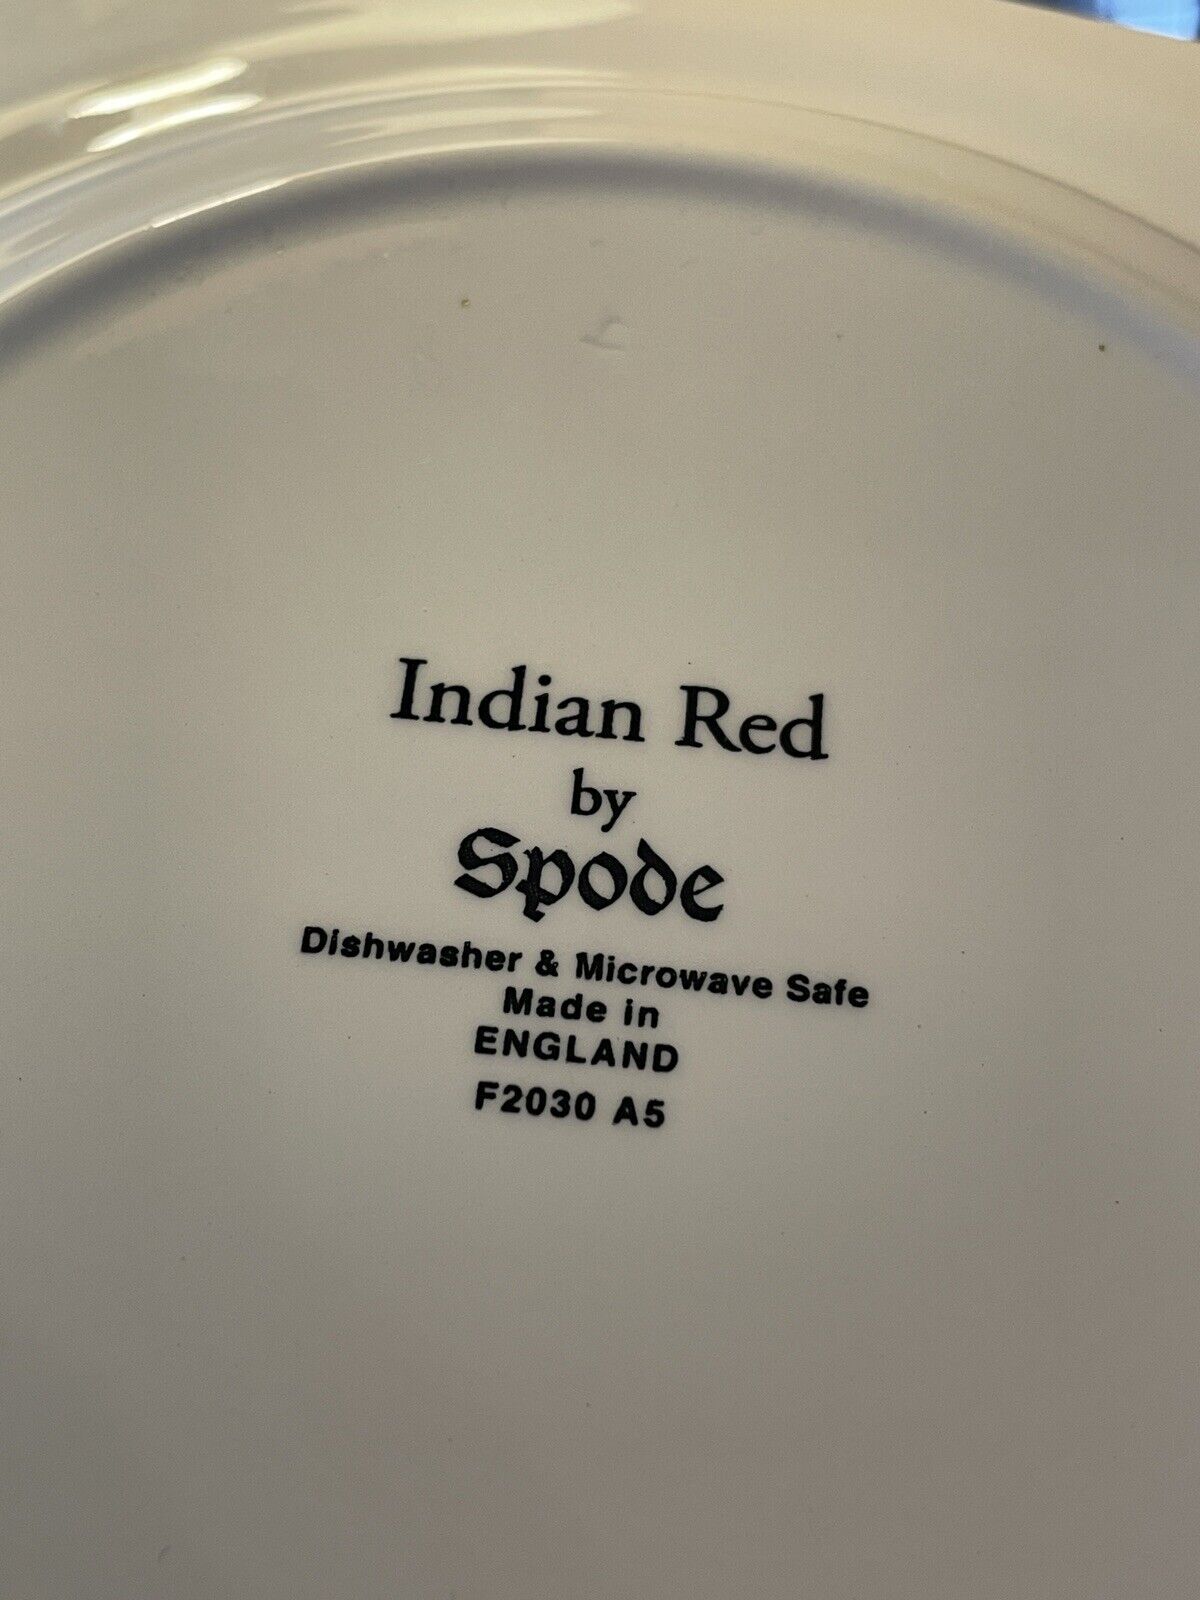 Indian Red
by
Spode
Dishwasher & Microwave Safe
Made in
ENGLAND
F2030 A5